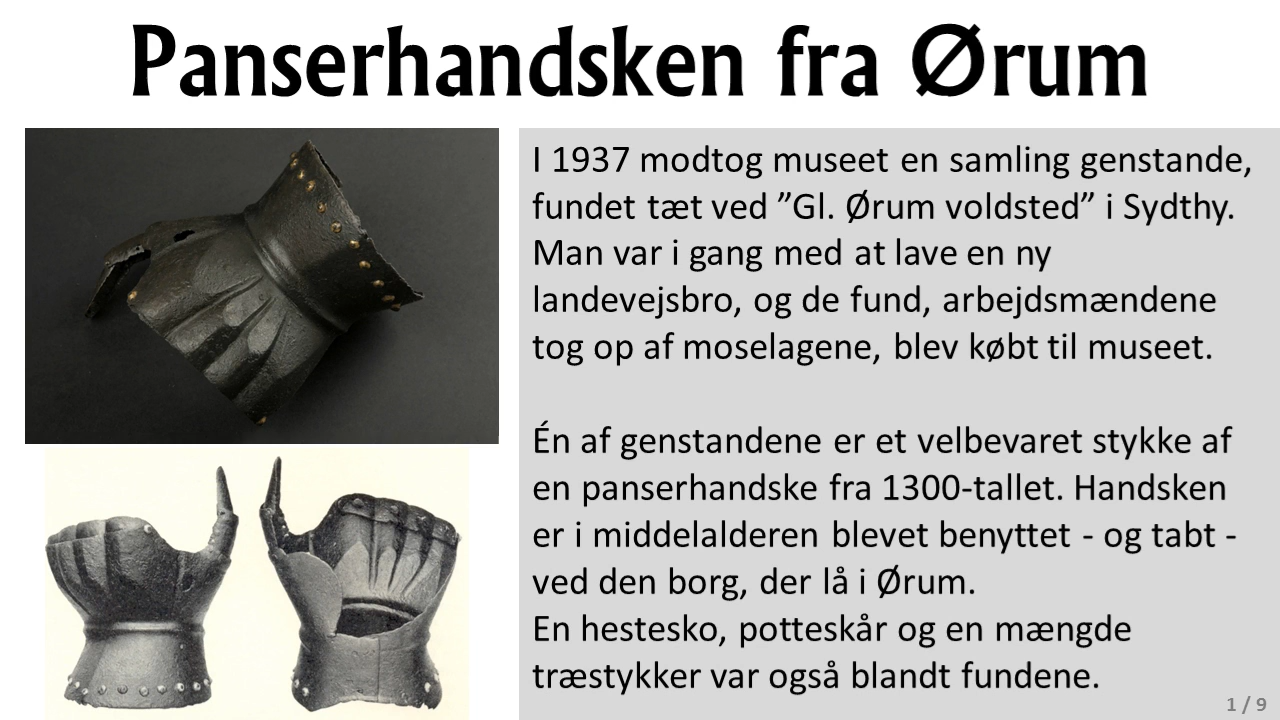 Panserhandsken fra Ørum
I 1937 modtog museet en samling genstande,
fundet tæt ved ”Gl. Ørum voldsted” i Sydthy.
Man var i gang med at lave en ny
landevejsbro, og de fund, arbejdsmændene
tog op af moselagene, blev købt til museet.
Én af genstandene er et velbevaret stykke af
en panserhandske fra 1300-tallet. Handsken
er i middelalderen blevet benyttet - og tabt -
ved den borg, der lå i Ørum.
En hestesko, potteskår og en mængde
træstykker var også blandt fundene.
1 / 9